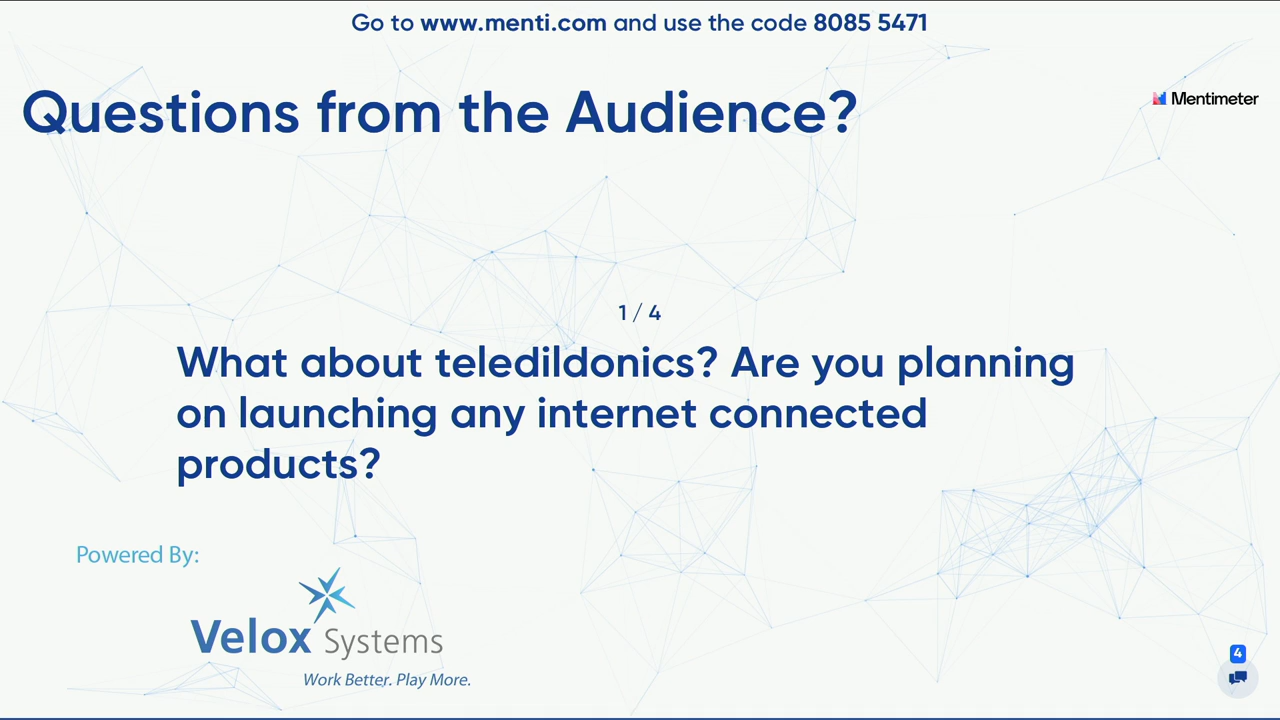 Go to www.menti.com and use the code 8085 5471
Questions from the Audience?
Mentimeter
1 / 4
What about teledildonics? Are you planning
on launching any internet connected
products?
Powered By:
Velox Systems
Work Better. Play More.
4